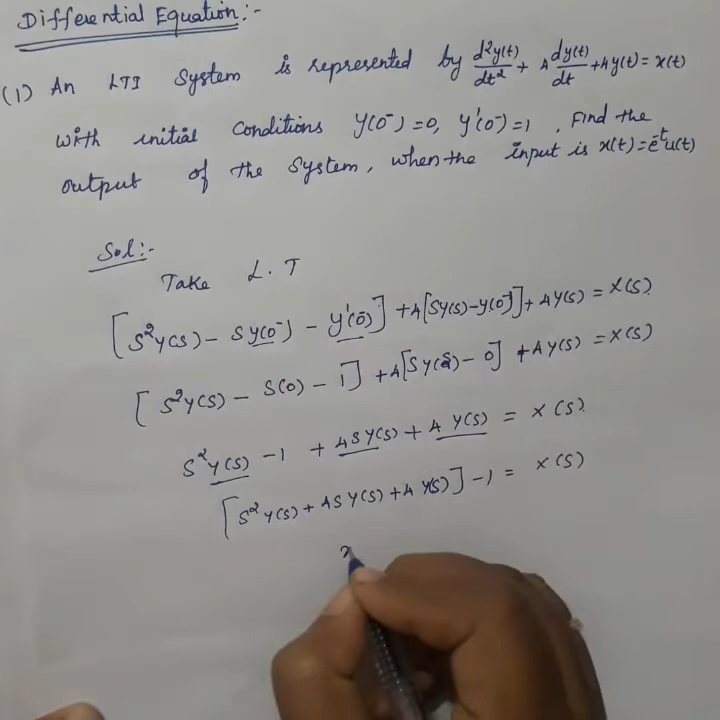 Differential Equation:-
(1) An LTI System is represented by d²y(t)/dt² + 4 dy(t)/dt + 4y(t) = x(t)
with initial Conditions y(0⁻)=0, y'(0⁻)=1, Find the
output of the System, when the input is x(t)=e⁻ᵗu(t)
Sol:-
Take L.T
[S²Y(S) - SY(0⁻) - Y'(0⁻)] + 4[SY(S)-Y(0⁻)] + 4Y(S) = X(S)
[S²Y(S) - S(0) - 1] + 4[SY(S) - 0] + 4Y(S) = X(S)
S²Y(S) - 1 + 4SY(S) + 4Y(S) = X(S)
[S²Y(S) + 4SY(S) + 4Y(S)] - 1 = X(S)